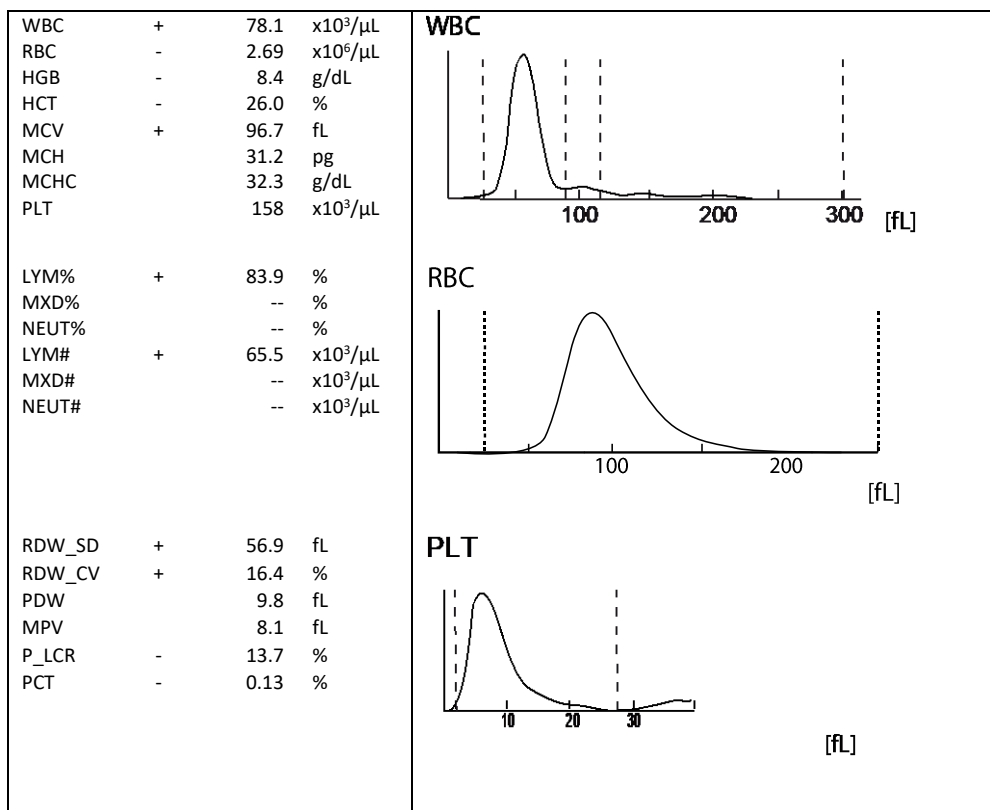 WBC + 78.1 x10³/µL
RBC - 2.69 x10⁶/µL
HGB - 8.4 g/dL
HCT - 26.0 %
MCV + 96.7 fL
MCH 31.2 pg
MCHC 32.3 g/dL
PLT 158 x10³/µL
LYM% + 83.9 %
MXD% -- %
NEUT% -- %
LYM# + 65.5 x10³/µL
MXD# -- x10³/µL
NEUT# -- x10³/µL
RDW_SD + 56.9 fL
RDW_CV + 16.4 %
PDW 9.8 fL
MPV 8.1 fL
P_LCR - 13.7 %
PCT - 0.13 %
WBC
100 200 300 [fL]
RBC
100 200
[fL]
PLT
10 20 30
[fL]